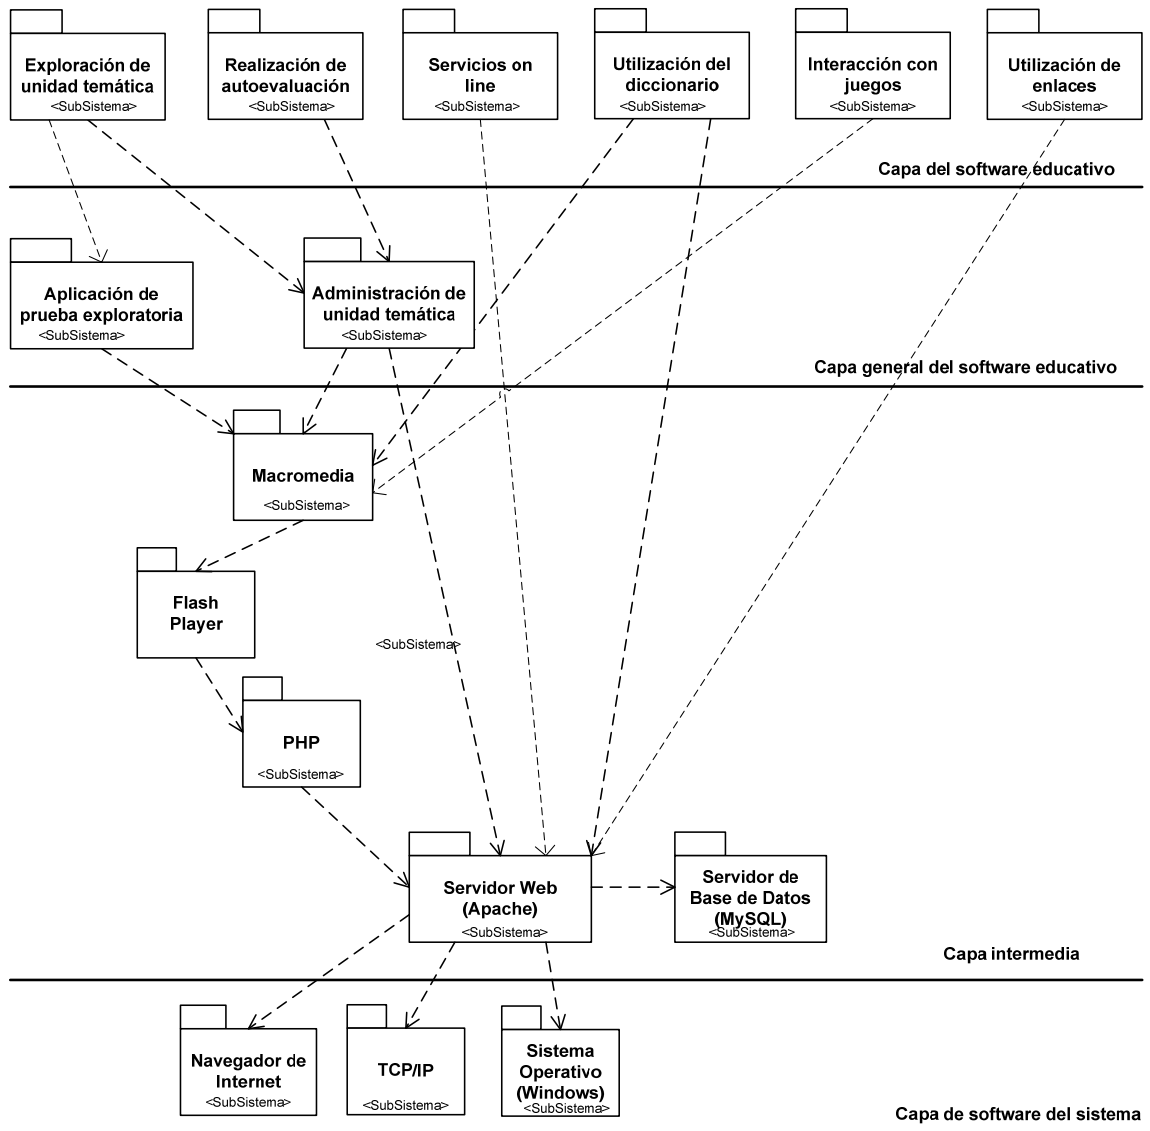 Exploración de
unidad temática
<SubSistema>
Realización de
autoevaluación
<SubSistema>
Servicios on
line
<SubSistema>
Utilización del
diccionario
<SubSistema>
Interacción con
juegos
<SubSistema>
Utilización de
enlaces
<SubSistema>
Capa del software educativo
Aplicación de
prueba exploratoria
<SubSistema>
Administración de
unidad temática
<SubSistema>
Capa general del software educativo
Macromedia
<SubSistema>
Flash
Player
<SubSistema>
PHP
<SubSistema>
Servidor Web
(Apache)
<SubSistema>
Servidor de
Base de Datos
(MySQL)
<SubSistema>
Capa intermedia
Navegador de
Internet
<SubSistema>
TCP/IP
<SubSistema>
Sistema
Operativo
(Windows)
<SubSistema>
Capa de software del sistema